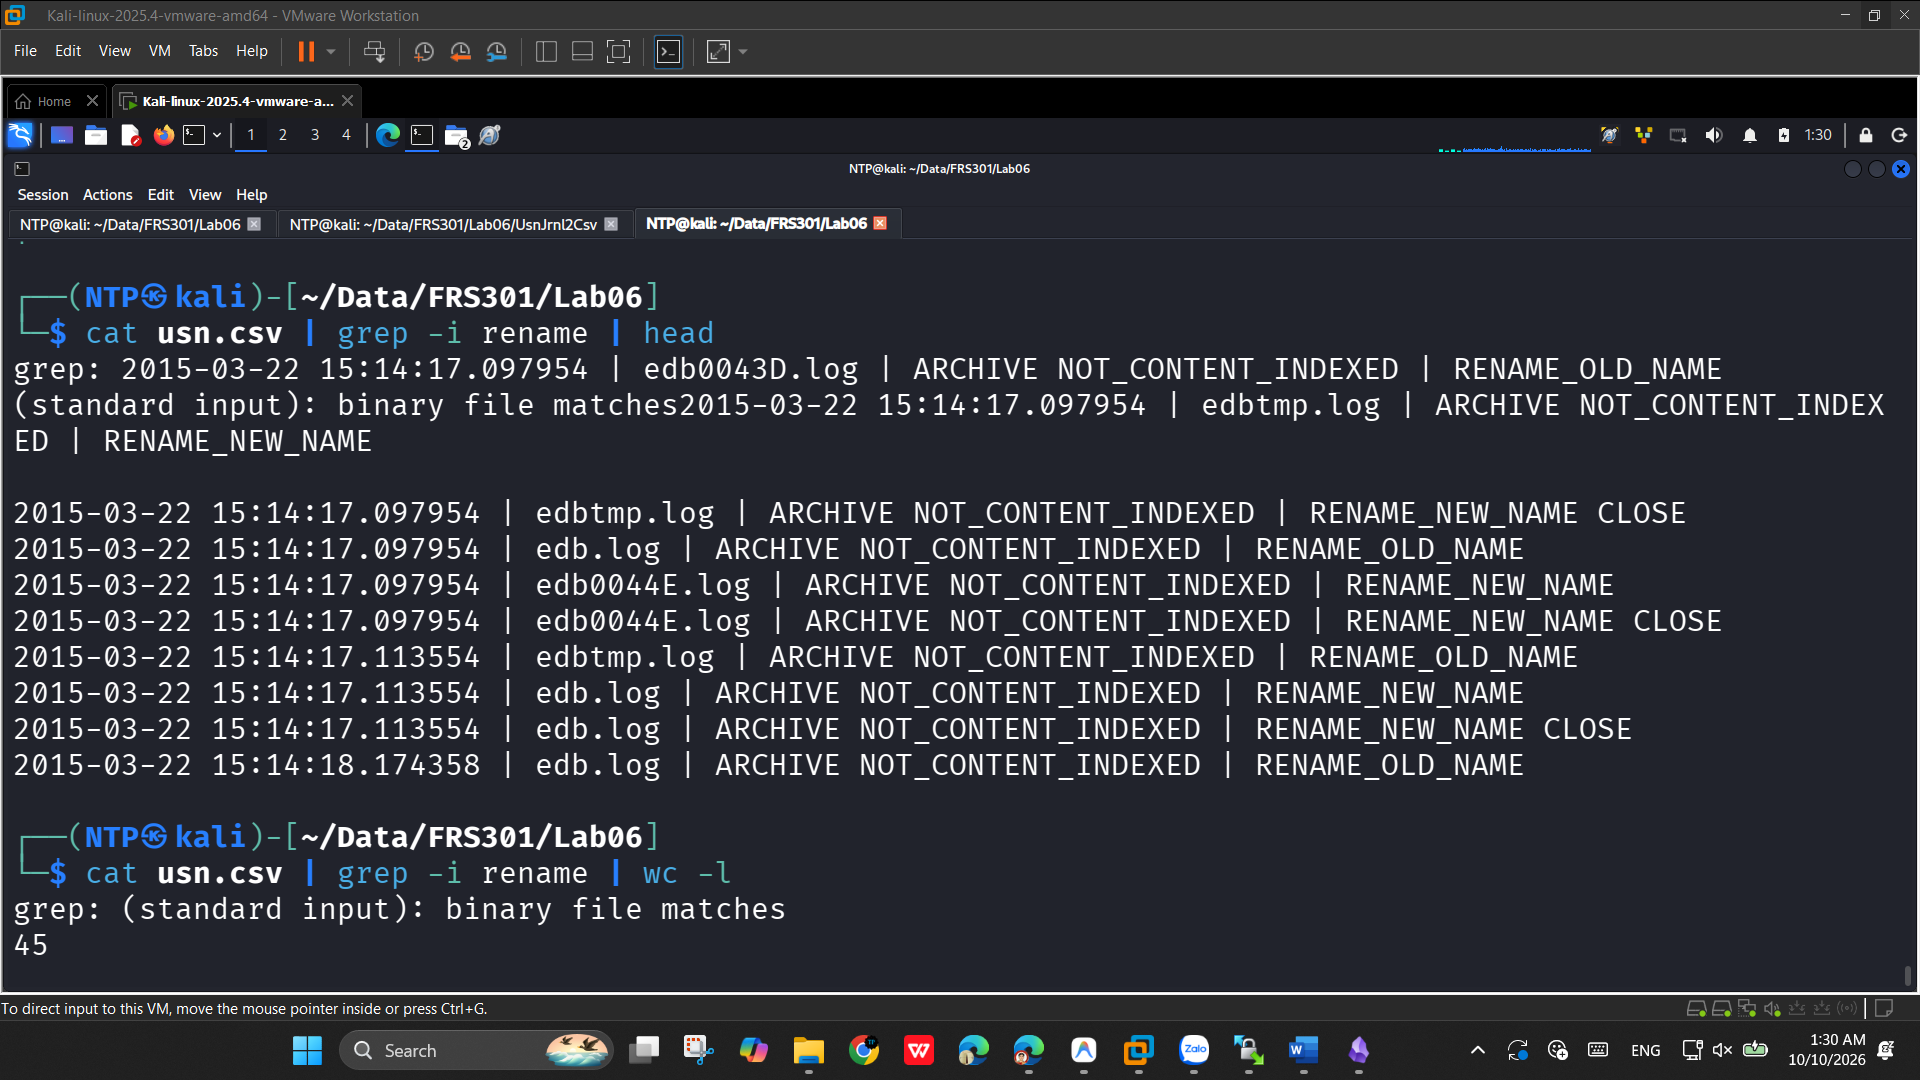 Kali-linux-2025.4-vmware-amd64 - VMware Workstation
File Edit View VM Tabs Help
Home
Kali-linux-2025.4-vmware-a...
1 2 3 4
2
1:30
NTP@kali: ~/Data/FRS301/Lab06
Session Actions Edit View Help
NTP@kali: ~/Data/FRS301/Lab06
NTP@kali: ~/Data/FRS301/Lab06/UsnJrnl2Csv
NTP@kali: ~/Data/FRS301/Lab06
┌──(NTP㉿kali)-[~/Data/FRS301/Lab06]
└─$ cat usn.csv | grep -i rename | head
grep: 2015-03-22 15:14:17.097954 | edb0043D.log | ARCHIVE NOT_CONTENT_INDEXED | RENAME_OLD_NAME
(standard input): binary file matches2015-03-22 15:14:17.097954 | edbtmp.log | ARCHIVE NOT_CONTENT_INDEX
ED | RENAME_NEW_NAME
2015-03-22 15:14:17.097954 | edbtmp.log | ARCHIVE NOT_CONTENT_INDEXED | RENAME_NEW_NAME CLOSE
2015-03-22 15:14:17.097954 | edb.log | ARCHIVE NOT_CONTENT_INDEXED | RENAME_OLD_NAME
2015-03-22 15:14:17.097954 | edb0044E.log | ARCHIVE NOT_CONTENT_INDEXED | RENAME_NEW_NAME
2015-03-22 15:14:17.097954 | edb0044E.log | ARCHIVE NOT_CONTENT_INDEXED | RENAME_NEW_NAME CLOSE
2015-03-22 15:14:17.113554 | edbtmp.log | ARCHIVE NOT_CONTENT_INDEXED | RENAME_OLD_NAME
2015-03-22 15:14:17.113554 | edb.log | ARCHIVE NOT_CONTENT_INDEXED | RENAME_NEW_NAME
2015-03-22 15:14:17.113554 | edb.log | ARCHIVE NOT_CONTENT_INDEXED | RENAME_NEW_NAME CLOSE
2015-03-22 15:14:18.174358 | edb.log | ARCHIVE NOT_CONTENT_INDEXED | RENAME_OLD_NAME
┌──(NTP㉿kali)-[~/Data/FRS301/Lab06]
└─$ cat usn.csv | grep -i rename | wc -l
grep: (standard input): binary file matches
45
To direct input to this VM, move the mouse pointer inside or press Ctrl+G.
Search
Zalo
ENG
1:30 AM
10/10/2026